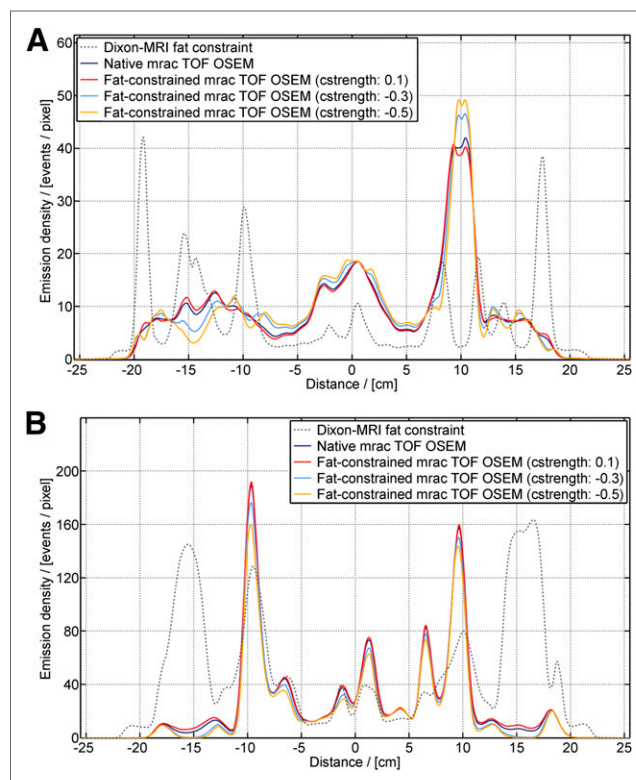 A
Dixon-MRI fat constraint
Native mrac TOF OSEM
Fat-constrained mrac TOF OSEM (cstrength: 0.1)
Fat-constrained mrac TOF OSEM (cstrength: -0.3)
Fat-constrained mrac TOF OSEM (cstrength: -0.5)
Emission density / [events / pixel]
60
50
40
30
20
10
0
-25 -20 -15 -10 -5 0 5 10 15 20 25
Distance / [cm]
B
Dixon-MRI fat constraint
Native mrac TOF OSEM
Fat-constrained mrac TOF OSEM (cstrength: 0.1)
Fat-constrained mrac TOF OSEM (cstrength: -0.3)
Fat-constrained mrac TOF OSEM (cstrength: -0.5)
Emission density / [events / pixel]
200
160
120
80
40
0
-25 -20 -15 -10 -5 0 5 10 15 20 25
Distance / [cm]